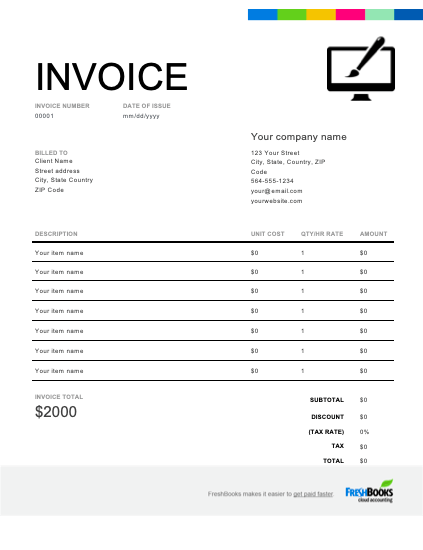 INVOICE
INVOICE NUMBER DATE OF ISSUE
00001 mm/dd/yyyy
Your company name
123 Your Street
City, State, Country, ZIP
Code
564-555-1234
your@email.com
yourwebsite.com
BILLED TO
Client Name
Street address
City, State Country
ZIP Code
DESCRIPTION UNIT COST QTY/HR RATE AMOUNT
Your item name $0 1 $0
Your item name $0 1 $0
Your item name $0 1 $0
Your item name $0 1 $0
Your item name $0 1 $0
Your item name $0 1 $0
Your item name $0 1 $0
INVOICE TOTAL
$2000
SUBTOTAL $0
DISCOUNT $0
(TAX RATE) 0%
TAX $0
TOTAL $0
FreshBooks makes it easier to get paid faster.
FRESHBOOKS
cloud accounting